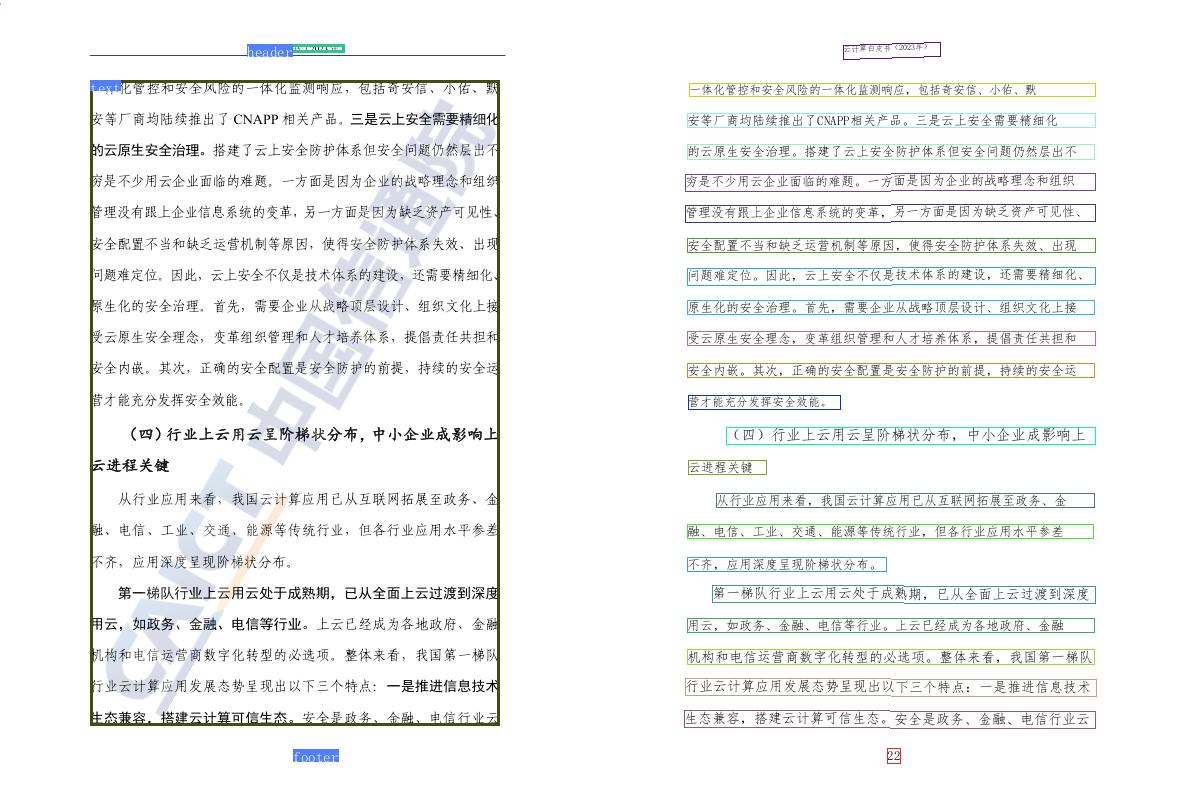 header
text化管控和安全风险的一体化监测响应，包括奇安信、小佑、默
安等厂商均陆续推出了 CNAPP 相关产品。三是云上安全需要精细化
的云原生安全治理。搭建了云上安全防护体系但安全问题仍然层出不
穷是不少用云企业面临的难题。一方面是因为企业的战略理念和组织
管理没有跟上企业信息系统的变革，另一方面是因为缺乏资产可见性、
安全配置不当和缺乏运营机制等原因，使得安全防护体系失效、出现
问题难定位。因此，云上安全不仅是技术体系的建设，还需要精细化、
原生化的安全治理。首先，需要企业从战略顶层设计、组织文化上接
受云原生安全理念，变革组织管理和人才培养体系，提倡责任共担和
安全内嵌。其次，正确的安全配置是安全防护的前提，持续的安全运
营才能充分发挥安全效能。
（四）行业上云用云呈阶梯状分布，中小企业成影响上
云进程关键
从行业应用来看，我国云计算应用已从互联网拓展至政务、金
融、电信、工业、交通、能源等传统行业，但各行业应用水平参差
不齐，应用深度呈现阶梯状分布。
第一梯队行业上云用云处于成熟期，已从全面上云过渡到深度
用云，如政务、金融、电信等行业。上云已经成为各地政府、金融
机构和电信运营商数字化转型的必选项。整体来看，我国第一梯队
行业云计算应用发展态势呈现出以下三个特点：一是推进信息技术
生态兼容，搭建云计算可信生态。安全是政务、金融、电信行业云
CAICT 中国信通院
footer
云计算白皮书（2023年）
一体化管控和安全风险的一体化监测响应，包括奇安信、小佑、默
安等厂商均陆续推出了CNAPP相关产品。三是云上安全需要精细化
的云原生安全治理。搭建了云上安全防护体系但安全问题仍然层出不
穷是不少用云企业面临的难题。一方面是因为企业的战略理念和组织
管理没有跟上企业信息系统的变革，另一方面是因为缺乏资产可见性、
安全配置不当和缺乏运营机制等原因，使得安全防护体系失效、出现
问题难定位。因此，云上安全不仅是技术体系的建设，还需要精细化、
原生化的安全治理。首先，需要企业从战略顶层设计、组织文化上接
受云原生安全理念，变革组织管理和人才培养体系，提倡责任共担和
安全内嵌。其次，正确的安全配置是安全防护的前提，持续的安全运
营才能充分发挥安全效能。
（四）行业上云用云呈阶梯状分布，中小企业成影响上
云进程关键
从行业应用来看，我国云计算应用已从互联网拓展至政务、金
融、电信、工业、交通、能源等传统行业，但各行业应用水平参差
不齐，应用深度呈现阶梯状分布。
第一梯队行业上云用云处于成熟期，已从全面上云过渡到深度
用云，如政务、金融、电信等行业。上云已经成为各地政府、金融
机构和电信运营商数字化转型的必选项。整体来看，我国第一梯队
行业云计算应用发展态势呈现出以下三个特点：一是推进信息技术
生态兼容，搭建云计算可信生态。安全是政务、金融、电信行业云
22